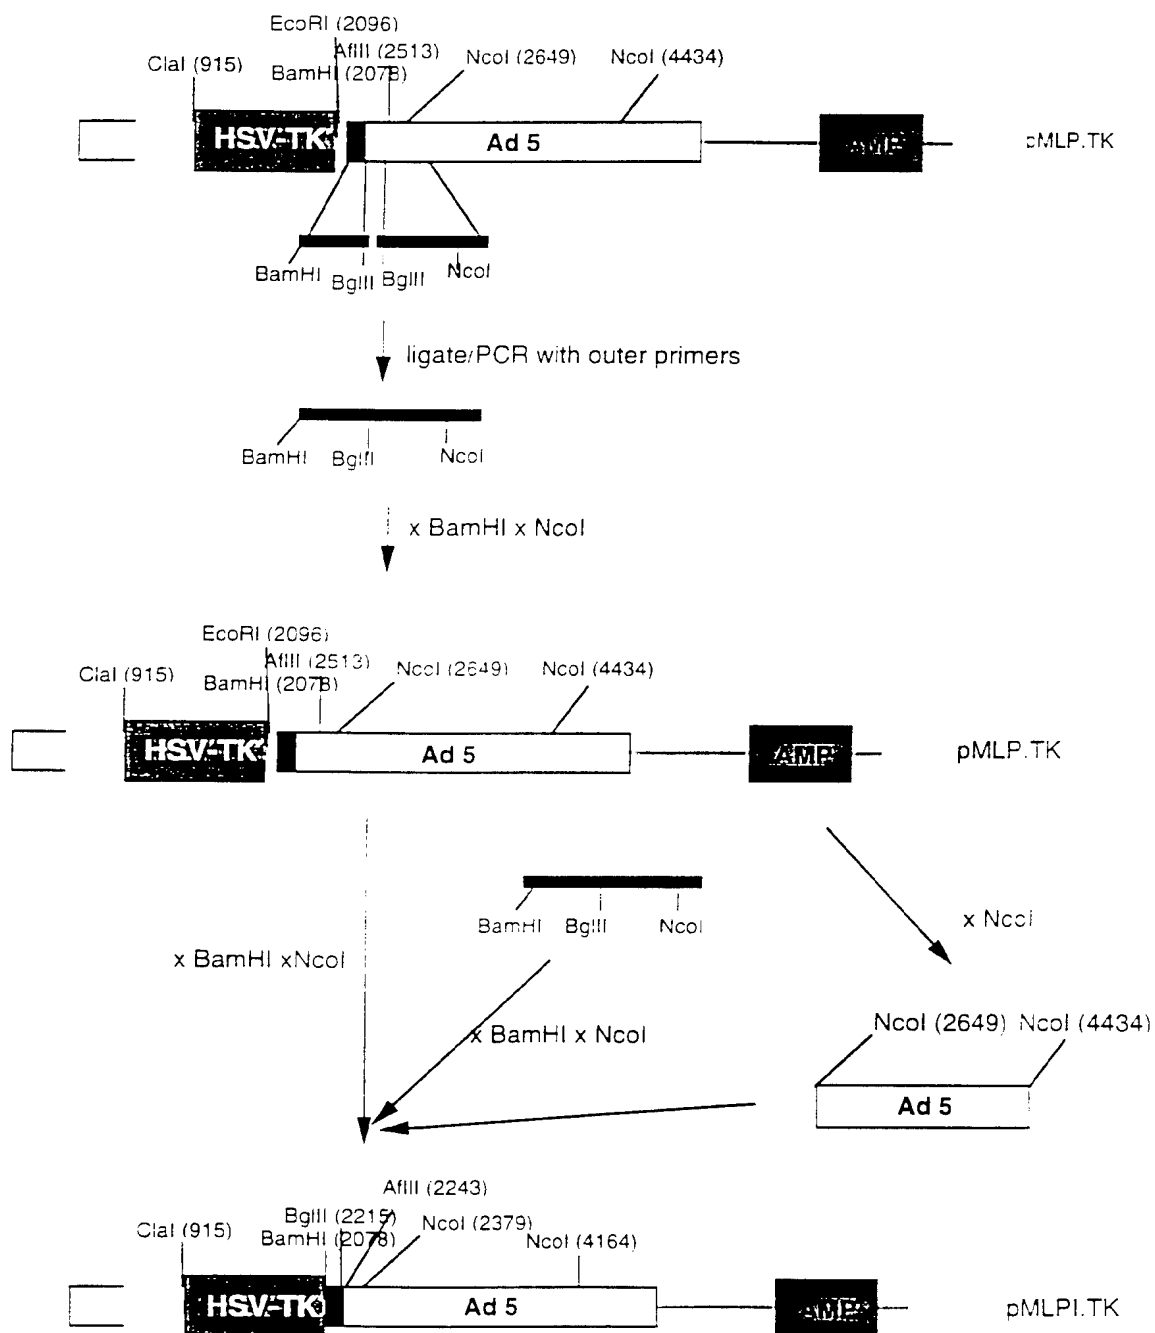 EcoRI (2096)
AflII (2513)
ClaI (915)
BamHI (2078)
NcoI (2649)
NcoI (4434)
HSV-TK
Ad 5
AMP
pMLP.TK
BamHI
BglII
BglII
NcoI
ligate/PCR with outer primers
BamHI
BglII
NcoI
x BamHI x NcoI
EcoRI (2096)
AflII (2513)
ClaI (915)
BamHI (2078)
NcoI (2649)
NcoI (4434)
HSV-TK
Ad 5
AMP
pMLP.TK
BamHI
BglII
NcoI
x NcoI
x BamHI xNcoI
x BamHI x NcoI
NcoI (2649) NcoI (4434)
Ad 5
AflII (2243)
BglII (2215)
NcoI (2379)
ClaI (915)
BamHI (2078)
NcoI (4164)
HSV-TK
Ad 5
AMP
pMLPI.TK